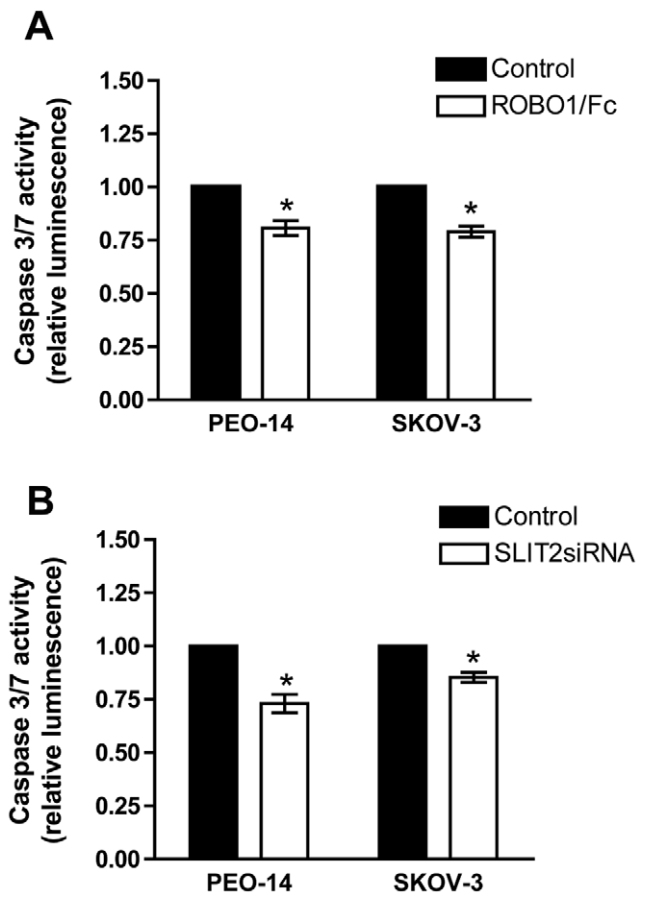 A
Control
ROBO1/Fc
Caspase 3/7 activity
(relative luminescence)
1.50
1.25
1.00
0.75
0.50
0.25
0.00
*
*
PEO-14
SKOV-3
B
Control
SLIT2siRNA
Caspase 3/7 activity
(relative luminescence)
1.50
1.25
1.00
0.75
0.50
0.25
0.00
*
*
PEO-14
SKOV-3